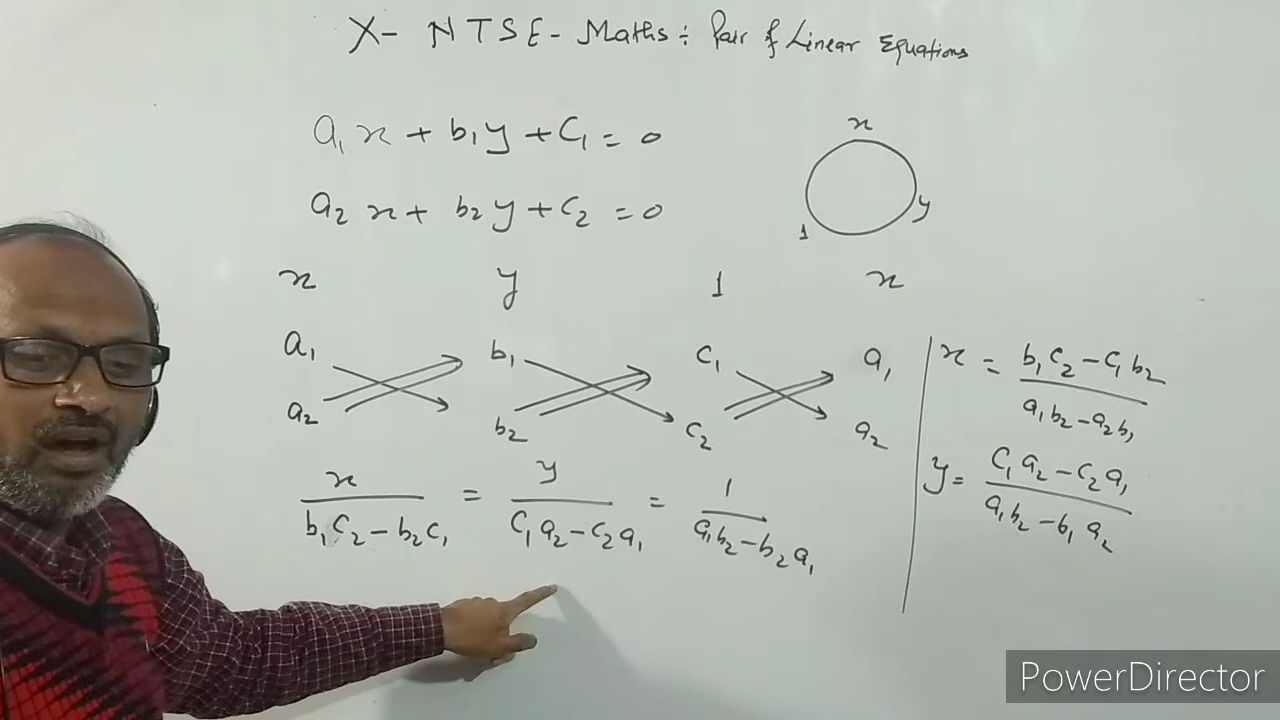 X- NTSE- Maths ÷ Pair of Linear Equations
a₁x + b₁y + c₁ = 0
a₂x + b₂y + c₂ = 0
x
y
1
x y 1 x
a₁ b₁ c₁ a₁
a₂ b₂ c₂ a₂
x/(b₁c₂ - b₂c₁) = y/(c₁a₂ - c₂a₁) = 1/(a₁b₂ - b₂a₁)
x = (b₁c₂ - c₁b₂)/(a₁b₂ - a₂b₁)
y = (c₁a₂ - c₂a₁)/(a₁b₂ - b₁a₂)
PowerDirector